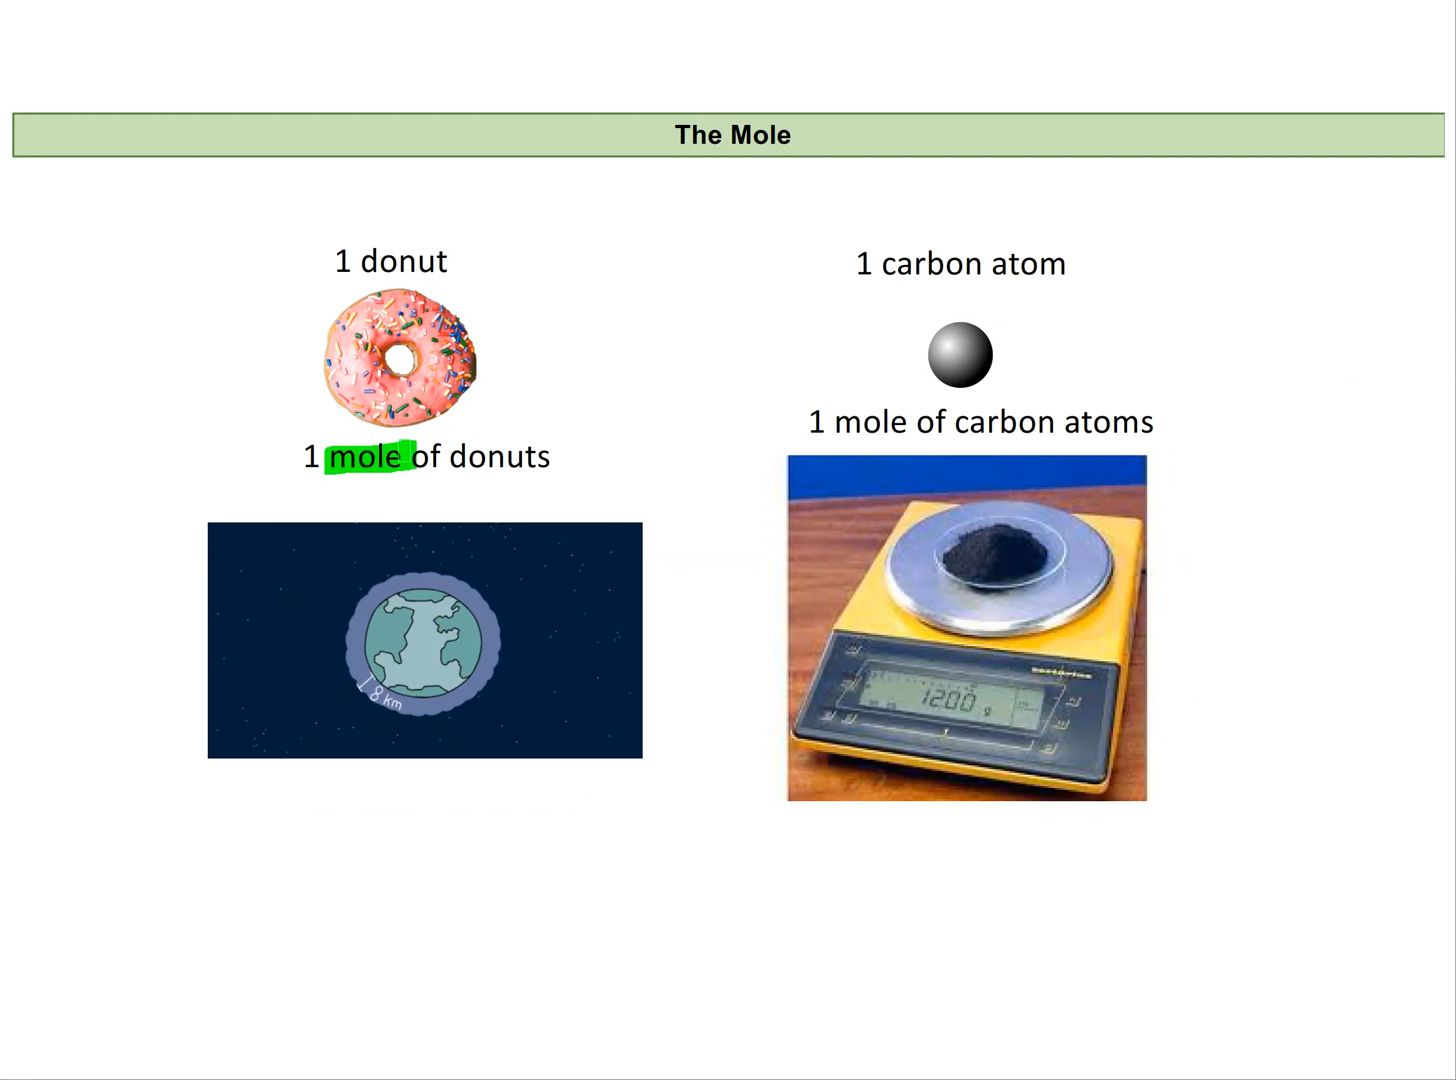 The Mole
1 donut
1 mole of donuts
8 km
1 carbon atom
1 mole of carbon atoms
sartorius
12.00 g